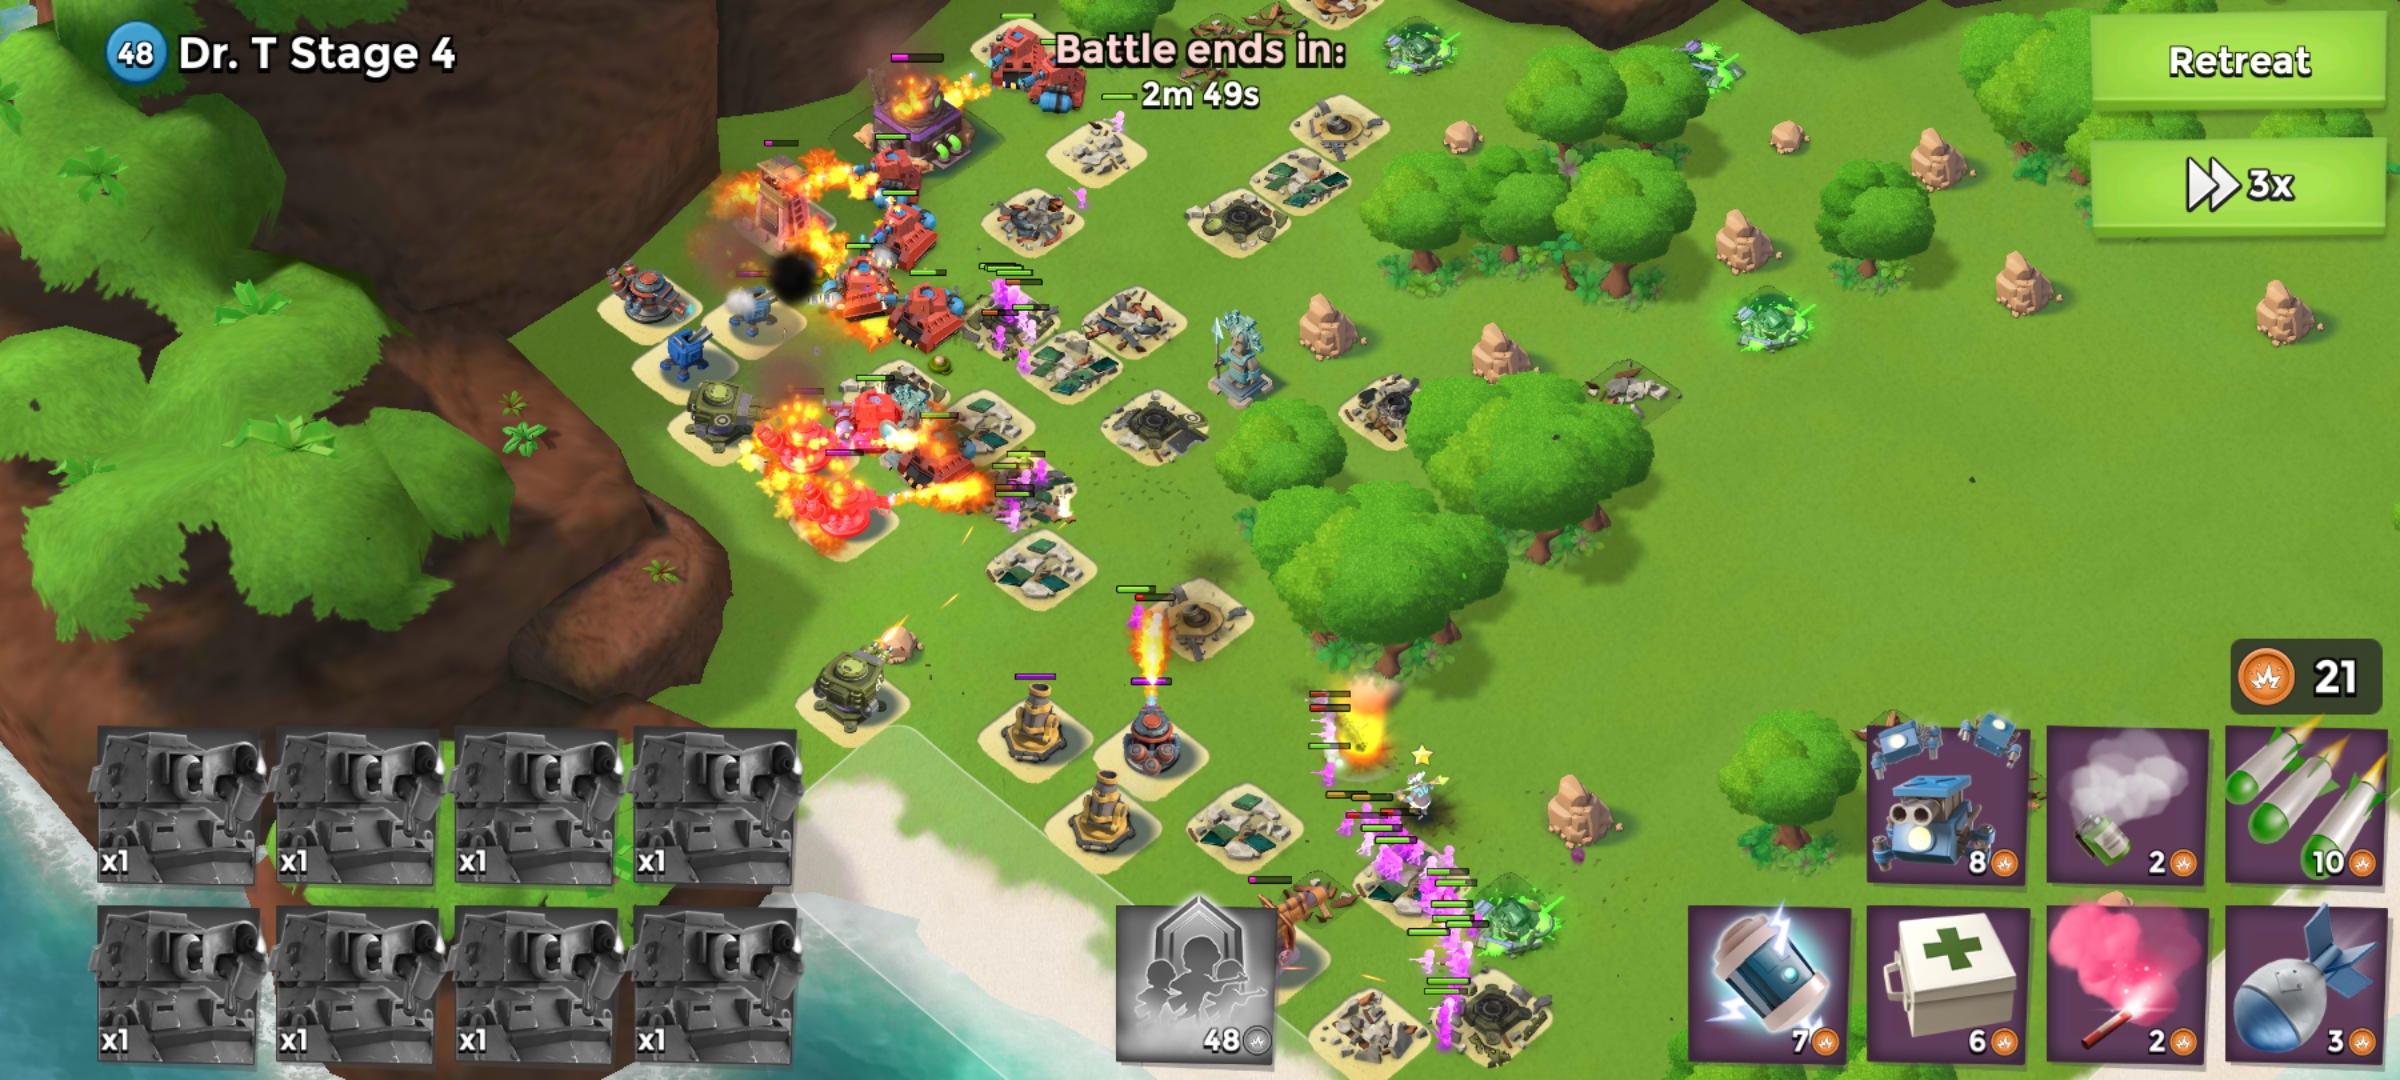 48 Dr. T Stage 4
Battle ends in:
2m 49s
Retreat
3x
21
8
2
10
x1
x1
x1
x1
x1
x1
x1
x1
48
7
6
2
3